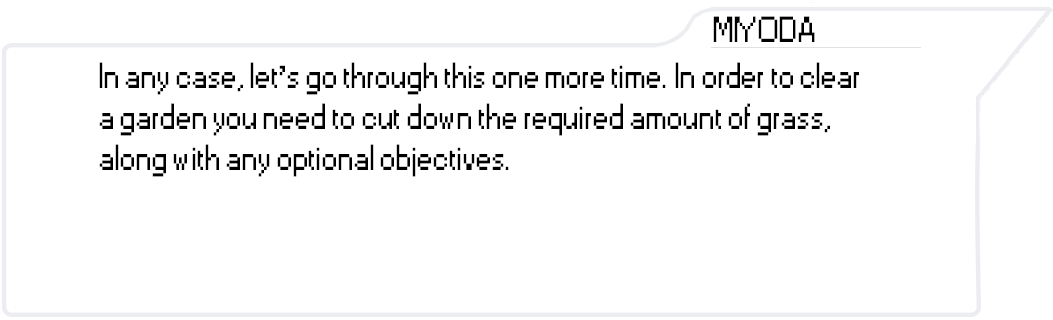 MIYODA
In any case, let's go through this one more time. In order to clear
a garden you need to cut down the required amount of grass,
along with any optional objectives.